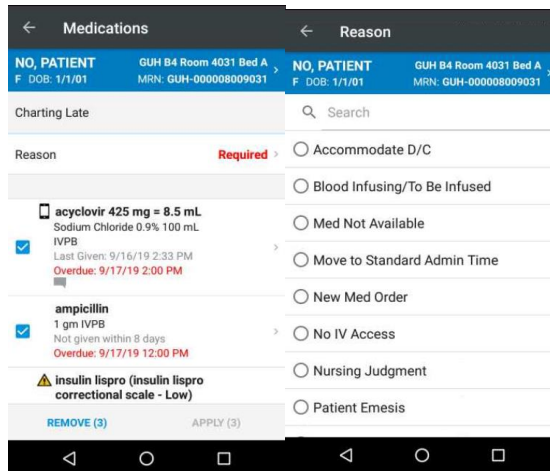 Medications
NO, PATIENT
GUH B4 Room 4031 Bed A
F DOB: 1/1/01
MRN: GUH-000008009031
Charting Late
Reason
Required
acyclovir 425 mg = 8.5 mL
Sodium Chloride 0.9% 100 mL
IVPB
Last Given: 9/16/19 2:33 PM
Overdue: 9/17/19 2:00 PM
ampicillin
1 gm IVPB
Not given within 8 days
Overdue: 9/17/19 12:00 PM
insulin lispro (insulin lispro
correctional scale - Low)
REMOVE (3)
APPLY (3)
Reason
NO, PATIENT
GUH B4 Room 4031 Bed A
F DOB: 1/1/01
MRN: GUH-000008009031
Search
Accommodate D/C
Blood Infusing/To Be Infused
Med Not Available
Move to Standard Admin Time
New Med Order
No IV Access
Nursing Judgment
Patient Emesis